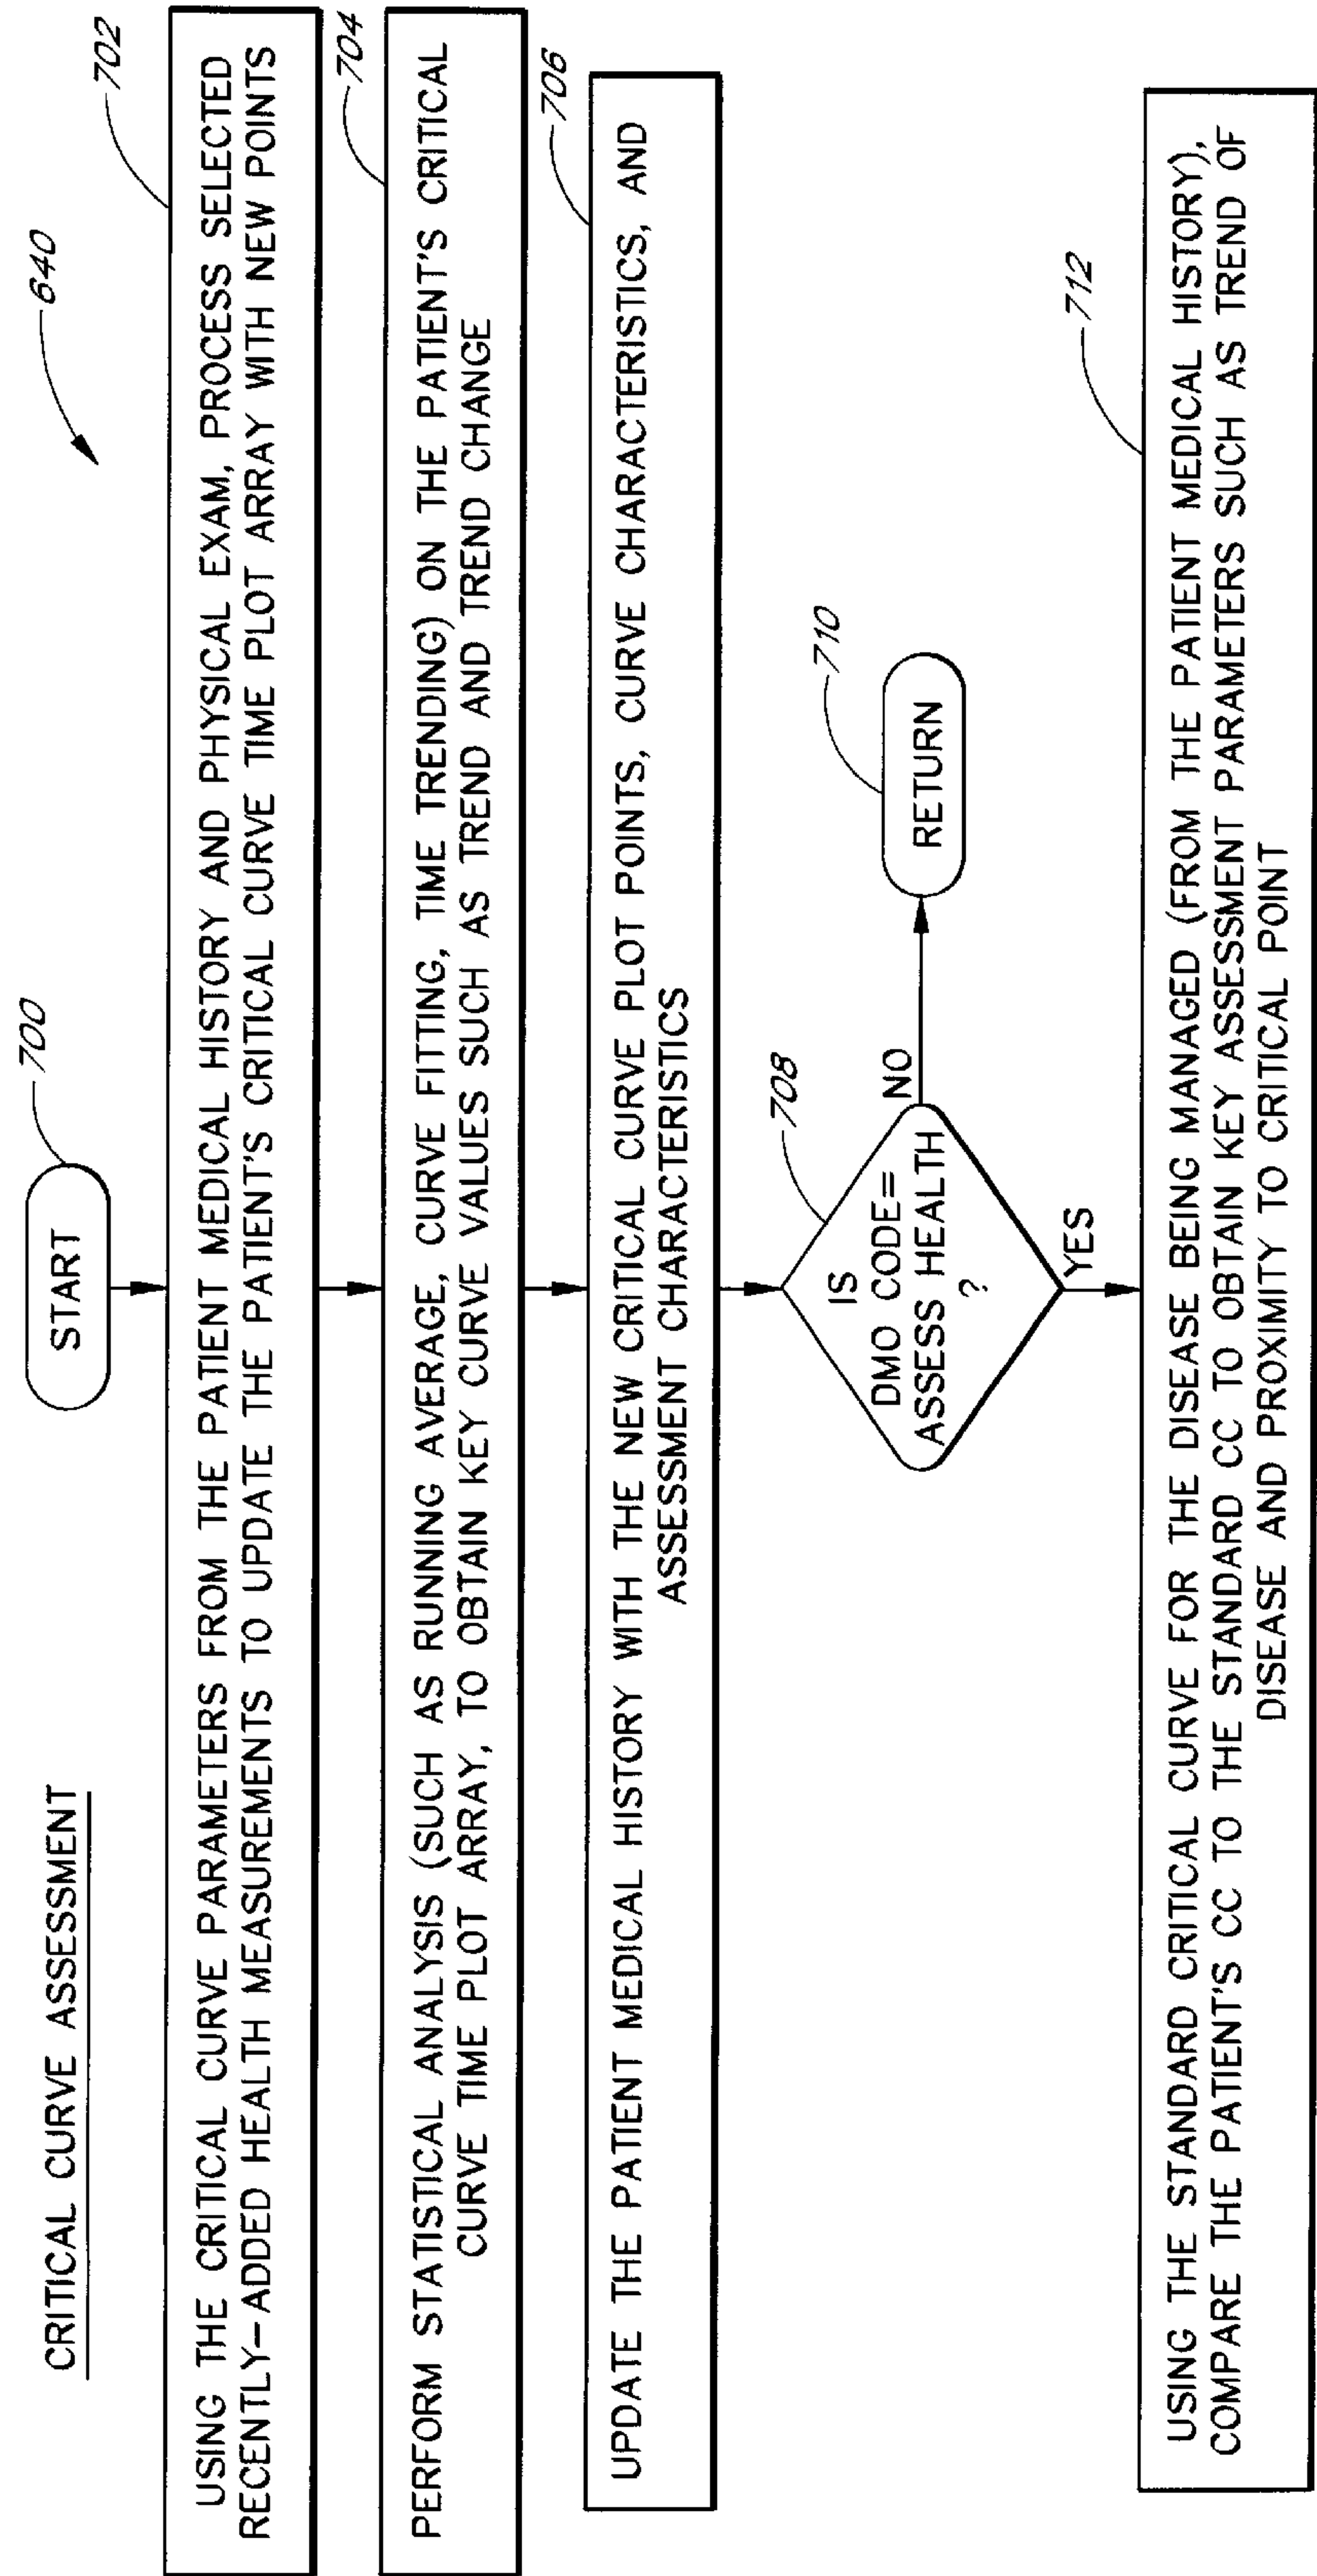 CRITICAL CURVE ASSESSMENT
640
700
START
702
USING THE CRITICAL CURVE PARAMETERS FROM THE PATIENT MEDICAL HISTORY AND PHYSICAL EXAM, PROCESS SELECTED
RECENTLY-ADDED HEALTH MEASUREMENTS TO UPDATE THE PATIENT'S CRITICAL CURVE TIME PLOT ARRAY WITH NEW POINTS
704
PERFORM STATISTICAL ANALYSIS (SUCH AS RUNNING AVERAGE, CURVE FITTING, TIME TRENDING) ON THE PATIENT'S CRITICAL
CURVE TIME PLOT ARRAY, TO OBTAIN KEY CURVE VALUES SUCH AS TREND AND TREND CHANGE
706
UPDATE THE PATIENT MEDICAL HISTORY WITH THE NEW CRITICAL CURVE PLOT POINTS, CURVE CHARACTERISTICS, AND
ASSESSMENT CHARACTERISTICS
708
IS
DMO CODE=
ASSESS HEALTH
?
NO
710
RETURN
YES
712
USING THE STANDARD CRITICAL CURVE FOR THE DISEASE BEING MANAGED (FROM THE PATIENT MEDICAL HISTORY),
COMPARE THE PATIENT'S CC TO THE STANDARD CC TO OBTAIN KEY ASSESSMENT PARAMETERS SUCH AS TREND OF
DISEASE AND PROXIMITY TO CRITICAL POINT